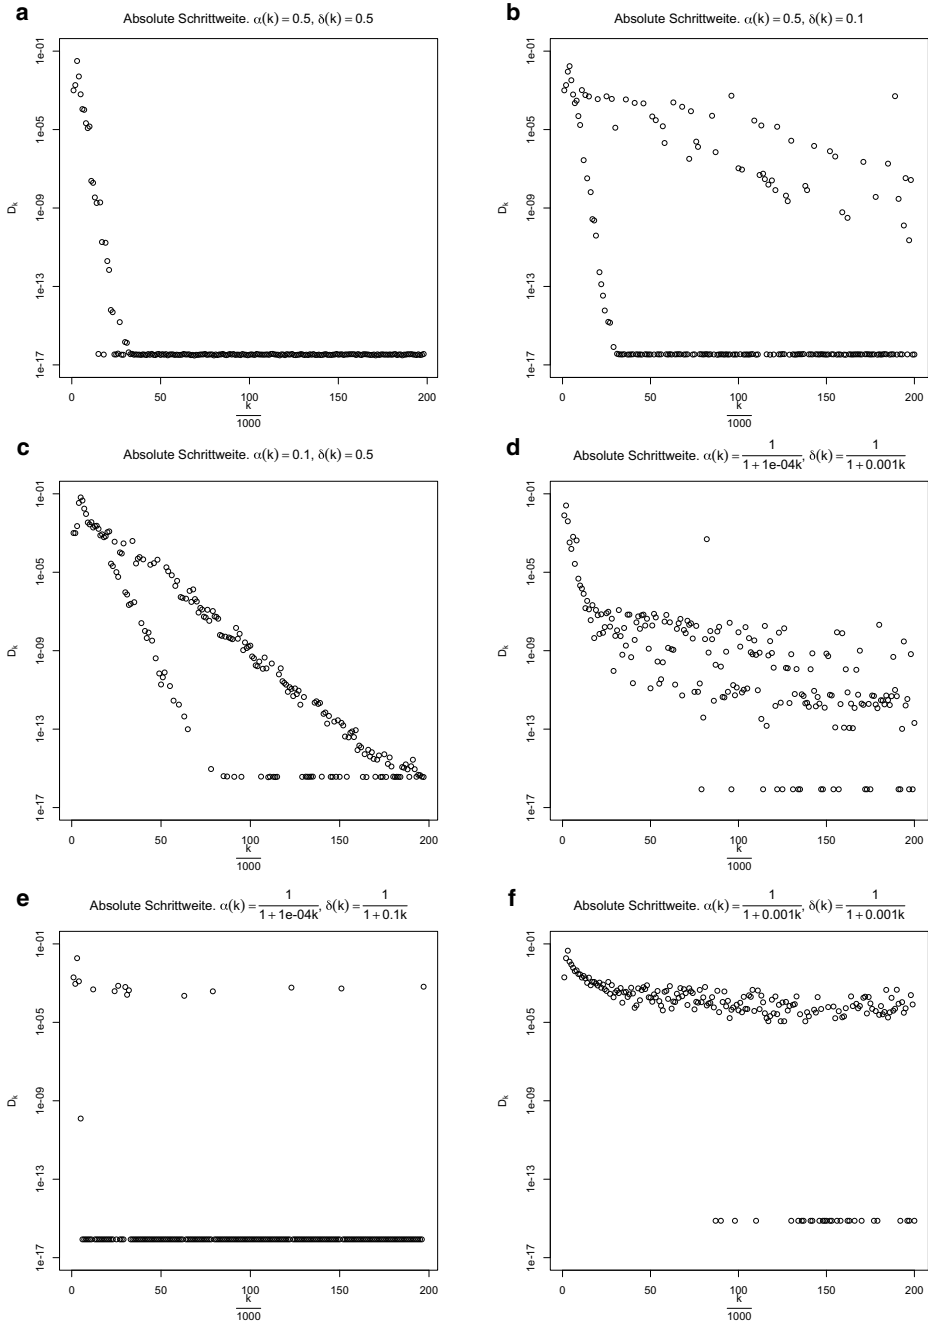 a
Absolute Schrittweite. α(k) = 0.5, δ(k) = 0.5
1e-01
1e-05
1e-09
1e-13
1e-17
D_k
0 50 100 150 200
k
1000
b
Absolute Schrittweite. α(k) = 0.5, δ(k) = 0.1
1e-01
1e-05
1e-09
1e-13
1e-17
D_k
0 50 100 150 200
k
1000
c
Absolute Schrittweite. α(k) = 0.1, δ(k) = 0.5
1e-01
1e-05
1e-09
1e-13
1e-17
D_k
0 50 100 150 200
k
1000
d
Absolute Schrittweite. α(k) = 1/(1 + 1e-04k), δ(k) = 1/(1 + 0.001k)
1e-01
1e-05
1e-09
1e-13
1e-17
D_k
0 50 100 150 200
k
1000
e
Absolute Schrittweite. α(k) = 1/(1 + 1e-04k), δ(k) = 1/(1 + 0.1k)
1e-01
1e-05
1e-09
1e-13
1e-17
D_k
0 50 100 150 200
k
1000
f
Absolute Schrittweite. α(k) = 1/(1 + 0.001k), δ(k) = 1/(1 + 0.001k)
1e-01
1e-05
1e-09
1e-13
1e-17
D_k
0 50 100 150 200
k
1000